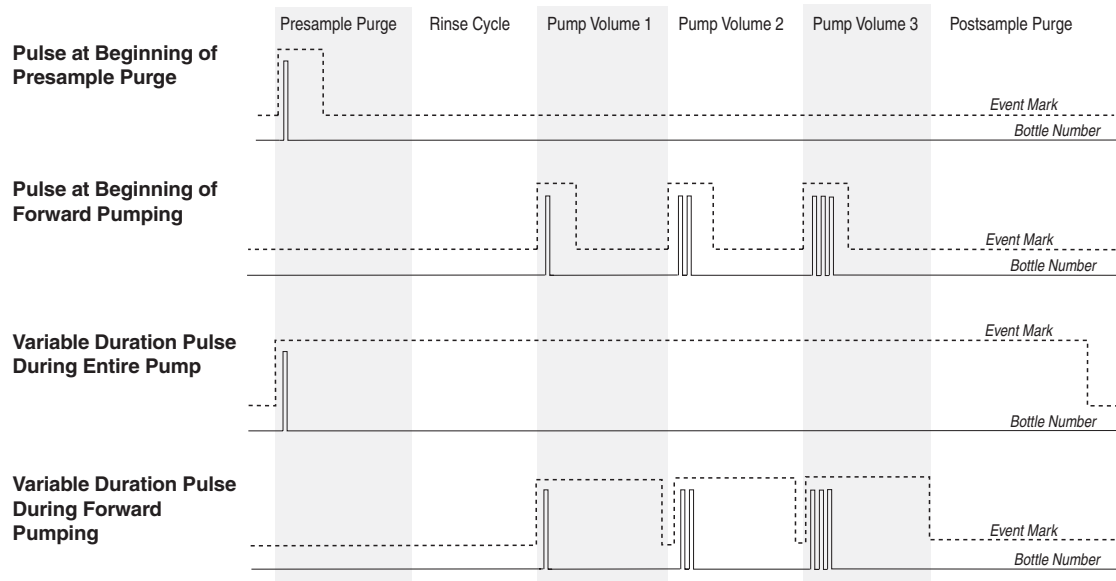 Presample Purge Rinse Cycle Pump Volume 1 Pump Volume 2 Pump Volume 3 Postsample Purge
Pulse at Beginning of
Presample Purge
Event Mark
Bottle Number
Pulse at Beginning of
Forward Pumping
Event Mark
Bottle Number
Variable Duration Pulse
During Entire Pump
Event Mark
Bottle Number
Variable Duration Pulse
During Forward
Pumping
Event Mark
Bottle Number